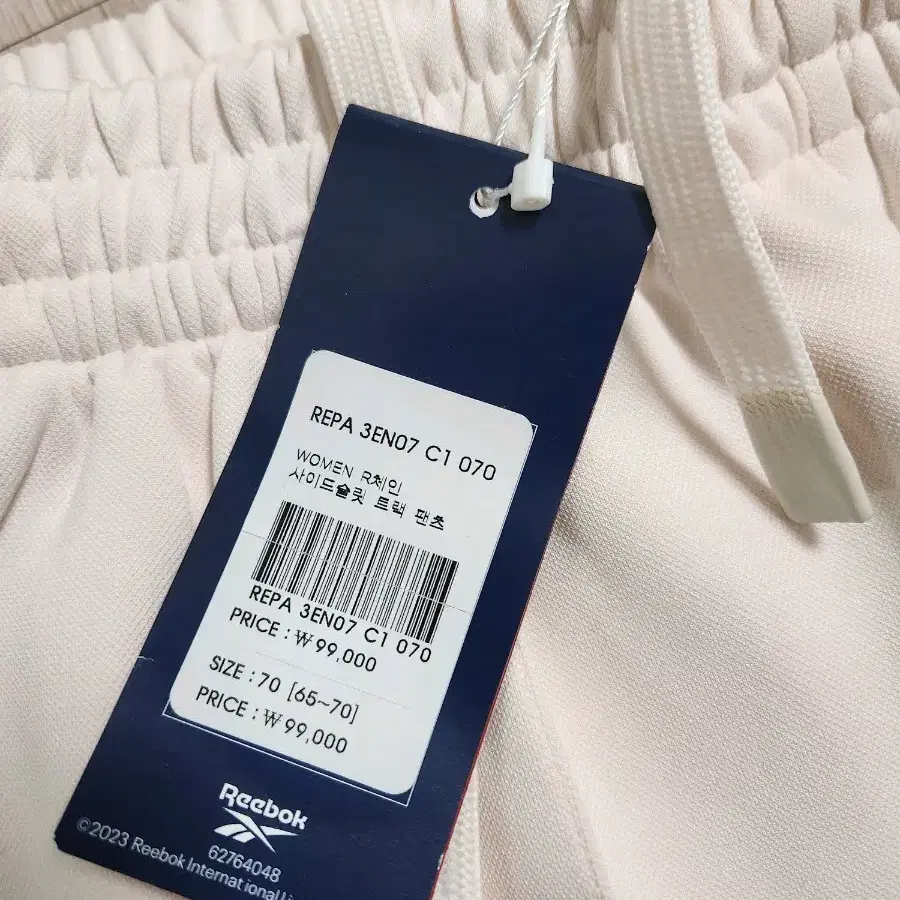 REPA 3EN07 C1 070
WOMEN R체인
사이드슬릿 트랙 팬츠
REPA 3EN07 C1 070
PRICE : ₩ 99,000
SIZE : 70 [65~70]
PRICE : ₩ 99,000
Reebok
62764048
©2023 Reebok International